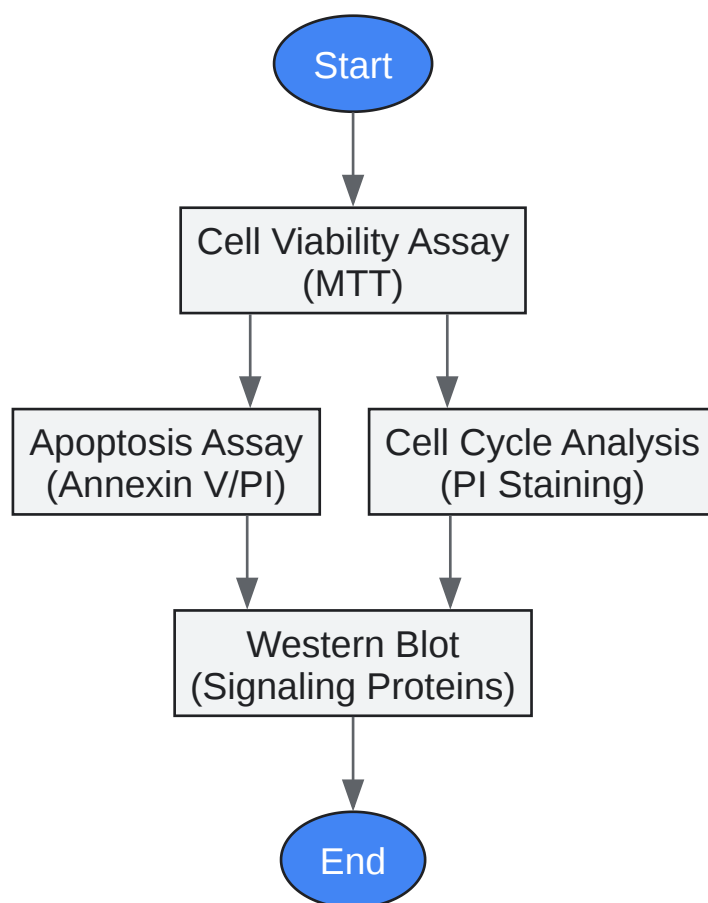 Start
Cell Viability Assay
(MTT)
Apoptosis Assay
(Annexin V/PI)
Cell Cycle Analysis
(PI Staining)
Western Blot
(Signaling Proteins)
End